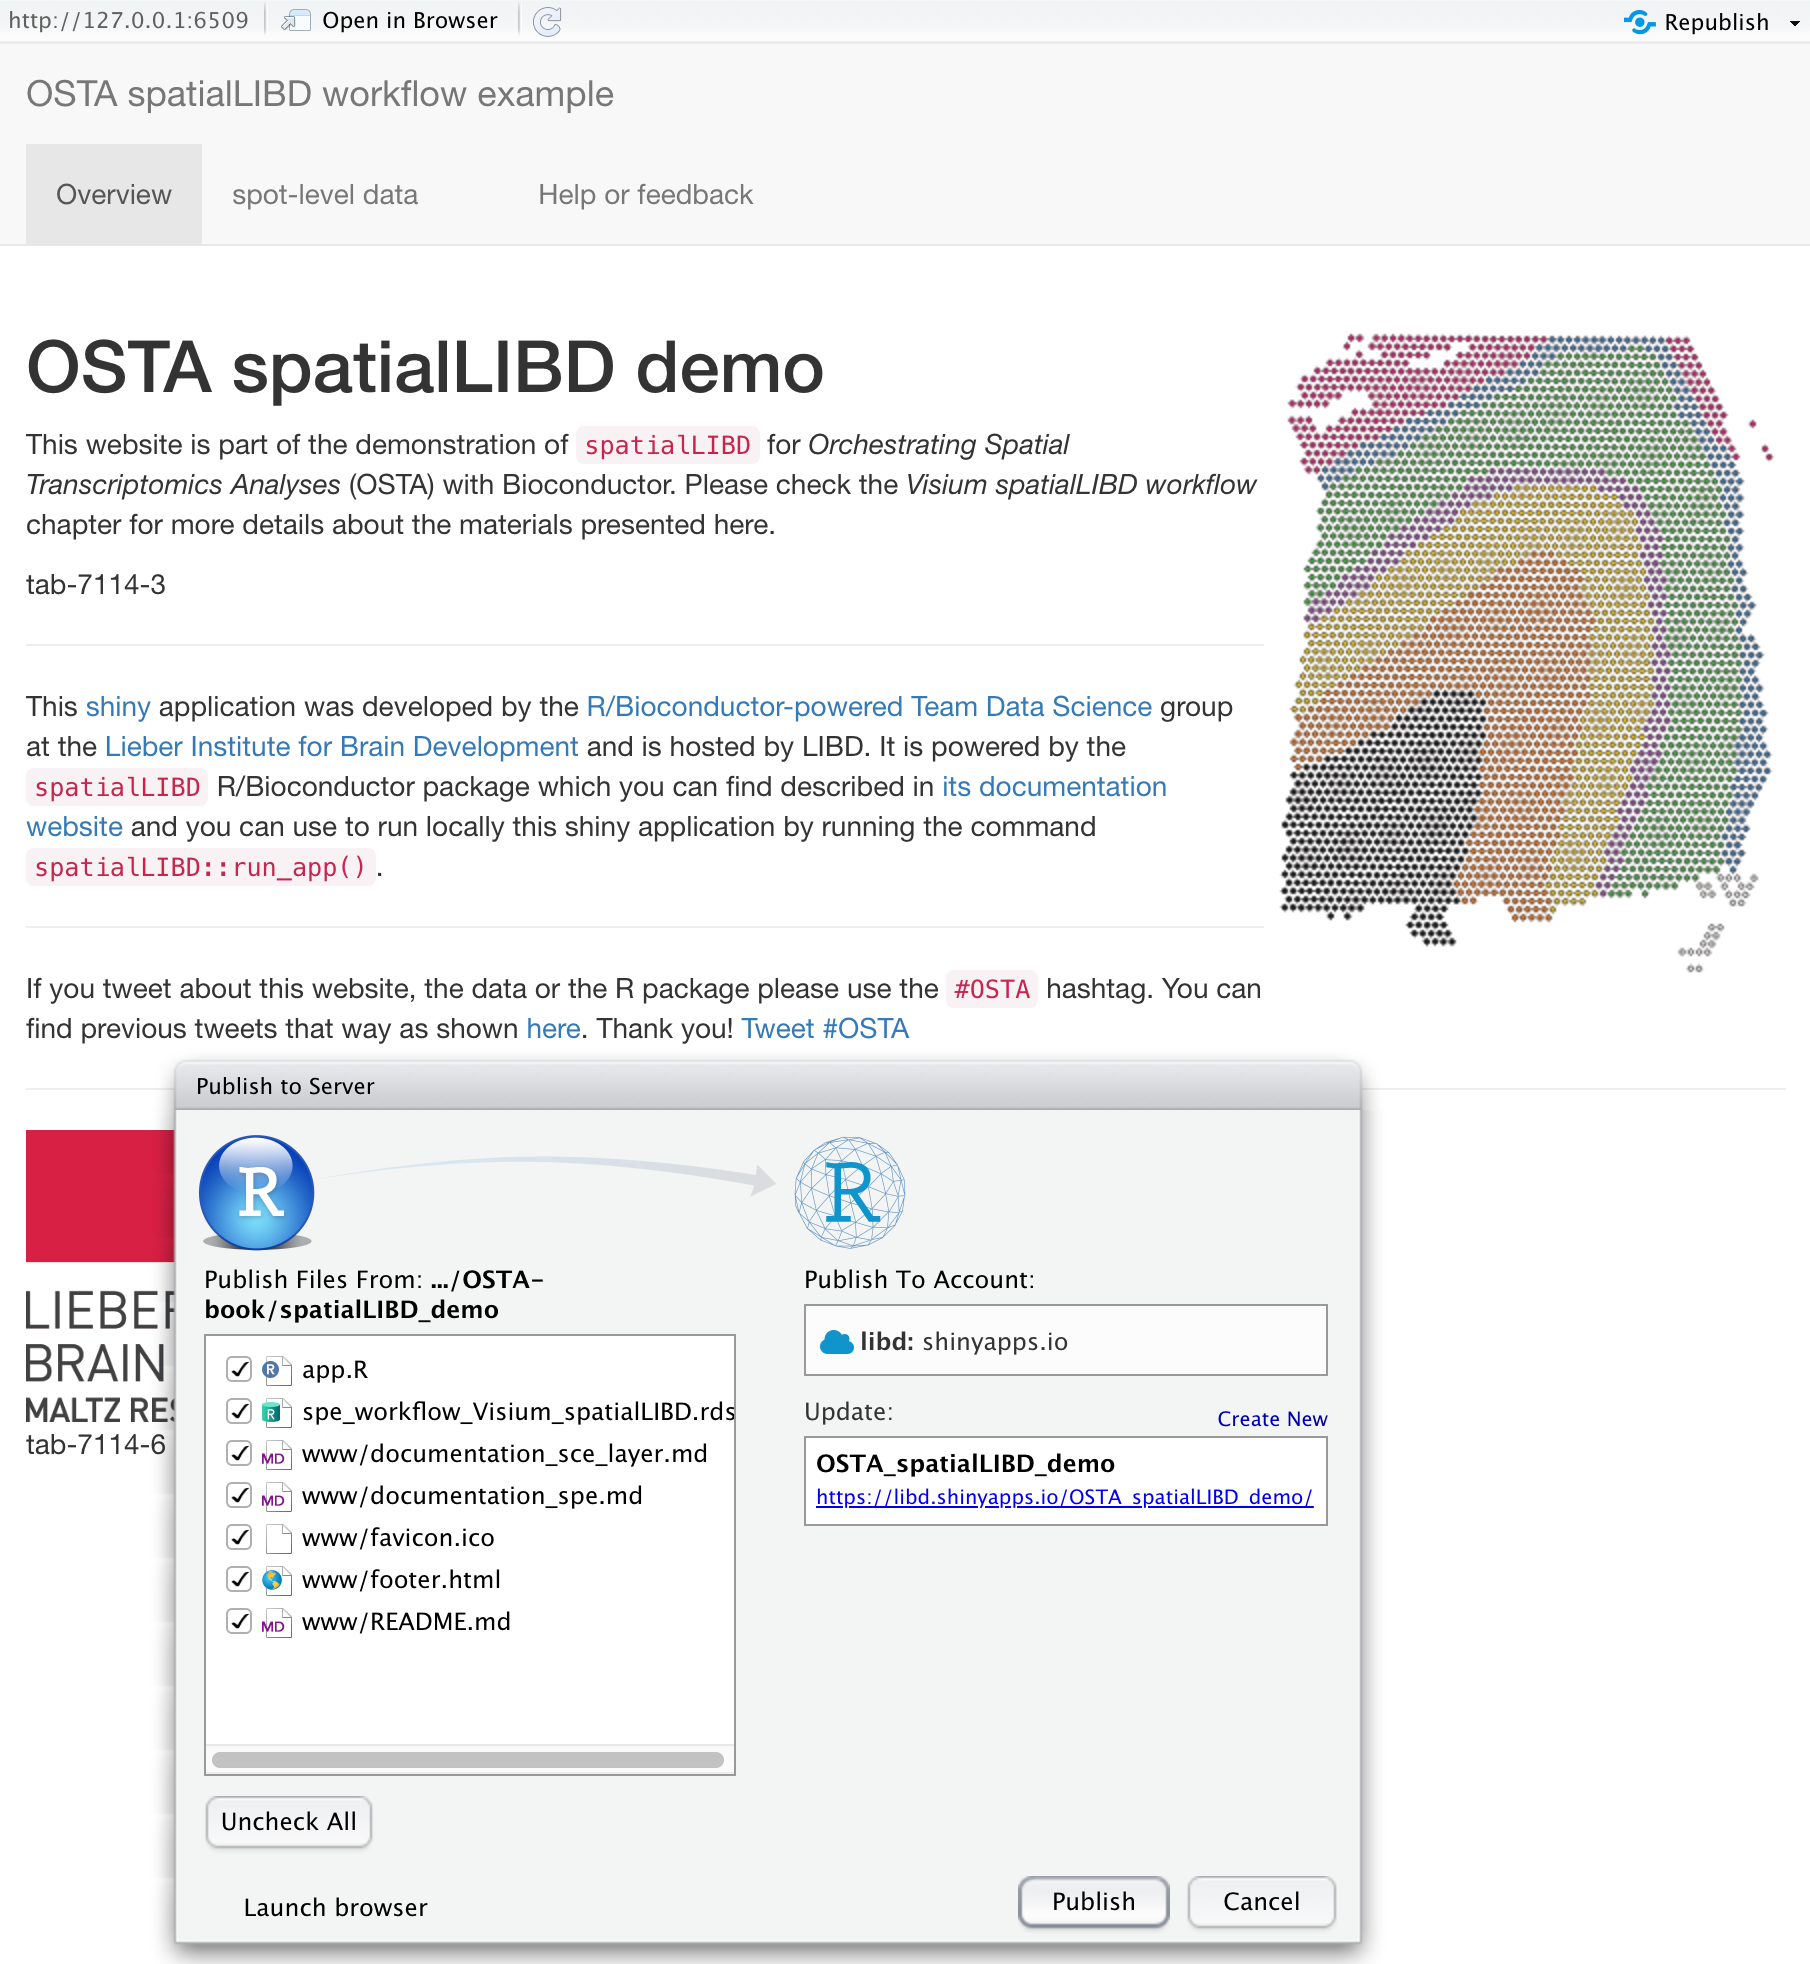 http://127.0.0.1:6509 Open in Browser Republish
OSTA spatialLIBD workflow example
Overview spot-level data Help or feedback
OSTA spatialLIBD demo
This website is part of the demonstration of spatialLIBD for Orchestrating Spatial
Transcriptomics Analyses (OSTA) with Bioconductor. Please check the Visium spatialLIBD workflow
chapter for more details about the materials presented here.
tab-7114-3
This shiny application was developed by the R/Bioconductor-powered Team Data Science group
at the Lieber Institute for Brain Development and is hosted by LIBD. It is powered by the
spatialLIBD R/Bioconductor package which you can find described in its documentation
website and you can use to run locally this shiny application by running the command
spatialLIBD::run_app().
If you tweet about this website, the data or the R package please use the #OSTA hashtag. You can
find previous tweets that way as shown here. Thank you! Tweet #OSTA
LIEBER
BRAIN
MALTZ RES
tab-7114-6
Publish to Server
R
R
Publish Files From: .../OSTA-
book/spatialLIBD_demo
R app.R
R spe_workflow_Visium_spatialLIBD.rds
MD www/documentation_sce_layer.md
MD www/documentation_spe.md
www/favicon.ico
www/footer.html
MD www/README.md
Uncheck All
Launch browser
Publish To Account:
libd: shinyapps.io
Update: Create New
OSTA_spatialLIBD_demo
https://libd.shinyapps.io/OSTA_spatialLIBD_demo/
Publish Cancel